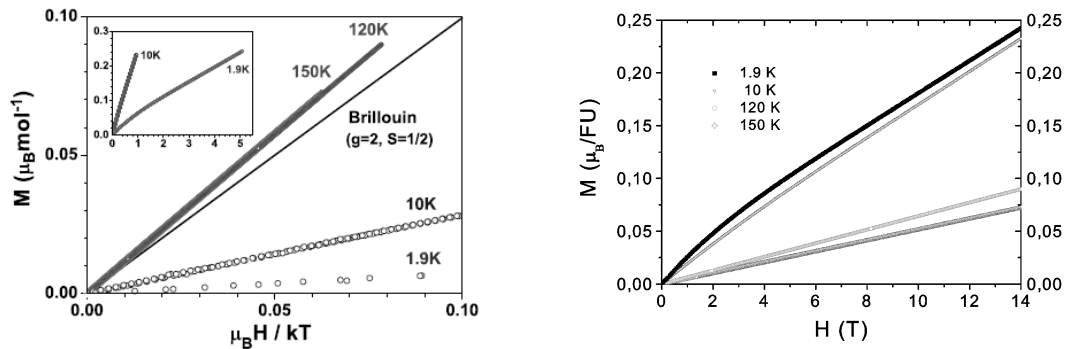 M (μBmol-1)
0.10
0.05
0.00
0.3
0.2
0.1
0.0
0 1 2 3 4 5
10K
1.9K
120K
150K
Brillouin
(g=2, S=1/2)
10K
1.9K
0.00 0.05 0.10
μBH / kT
M (μB/FU)
0,25
0,20
0,15
0,10
0,05
0,00
1.9 K
10 K
120 K
150 K
0,25
0,20
0,15
0,10
0,05
0,00
0 2 4 6 8 10 12 14
H (T)